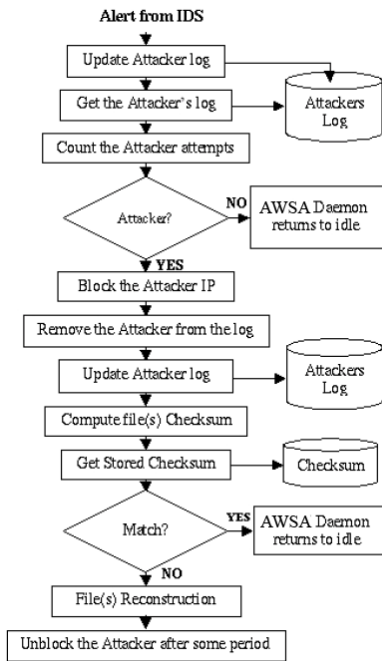 Alert from IDS
Update Attacker log
Get the Attacker's log
Attackers
Log
Count the Attacker attempts
Attacker?
NO
AWSA Daemon
returns to idle
YES
Block the Attacker IP
Remove the Attacker from the log
Update Attacker log
Attackers
Log
Compute file(s) Checksum
Get Stored Checksum
Checksum
Match?
YES
AWSA Daemon
returns to idle
NO
File(s) Reconstruction
Unblock the Attacker after some period